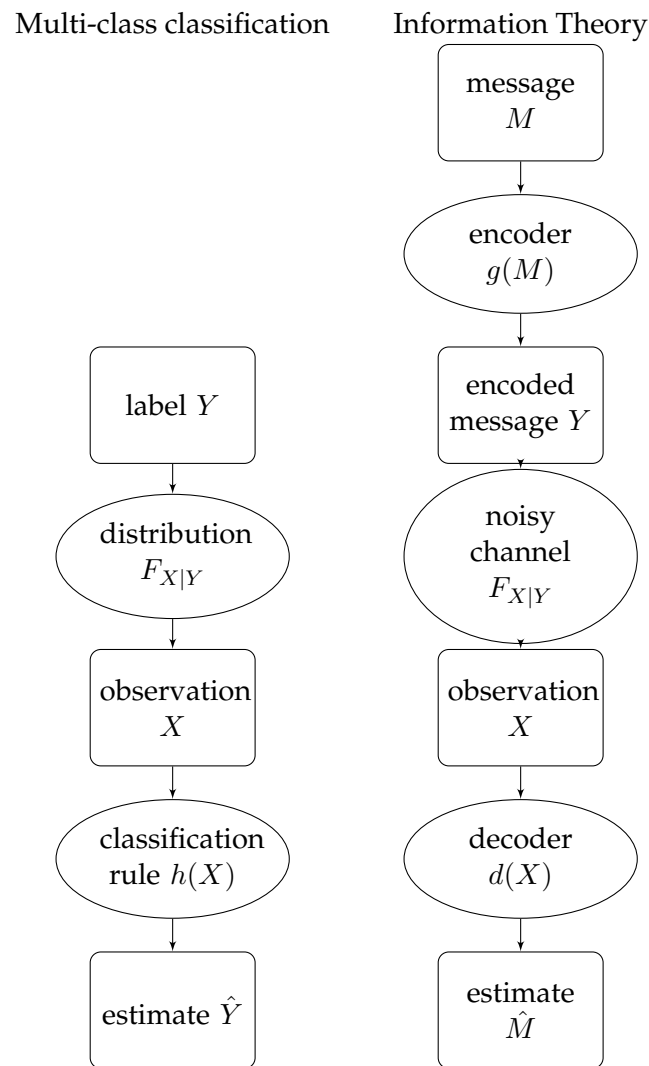 Multi-class classification
label Y
distribution
F_{X|Y}
observation
X
classification
rule h(X)
estimate Ŷ
Information Theory
message
M
encoder
g(M)
encoded
message Y
noisy
channel
F_{X|Y}
observation
X
decoder
d(X)
estimate
M̂